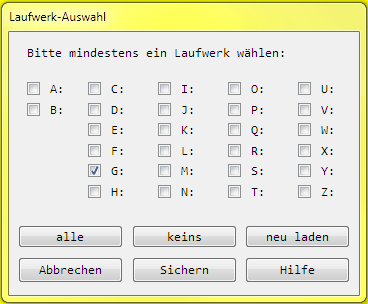 Laufwerk-Auswahl
Bitte mindestens ein Laufwerk wählen:
A: C: I: O: U:
B: D: J: P: V:
E: K: Q: W:
F: L: R: X:
G: M: S: Y:
H: N: T: Z:
alle keins neu laden
Abbrechen Sichern Hilfe